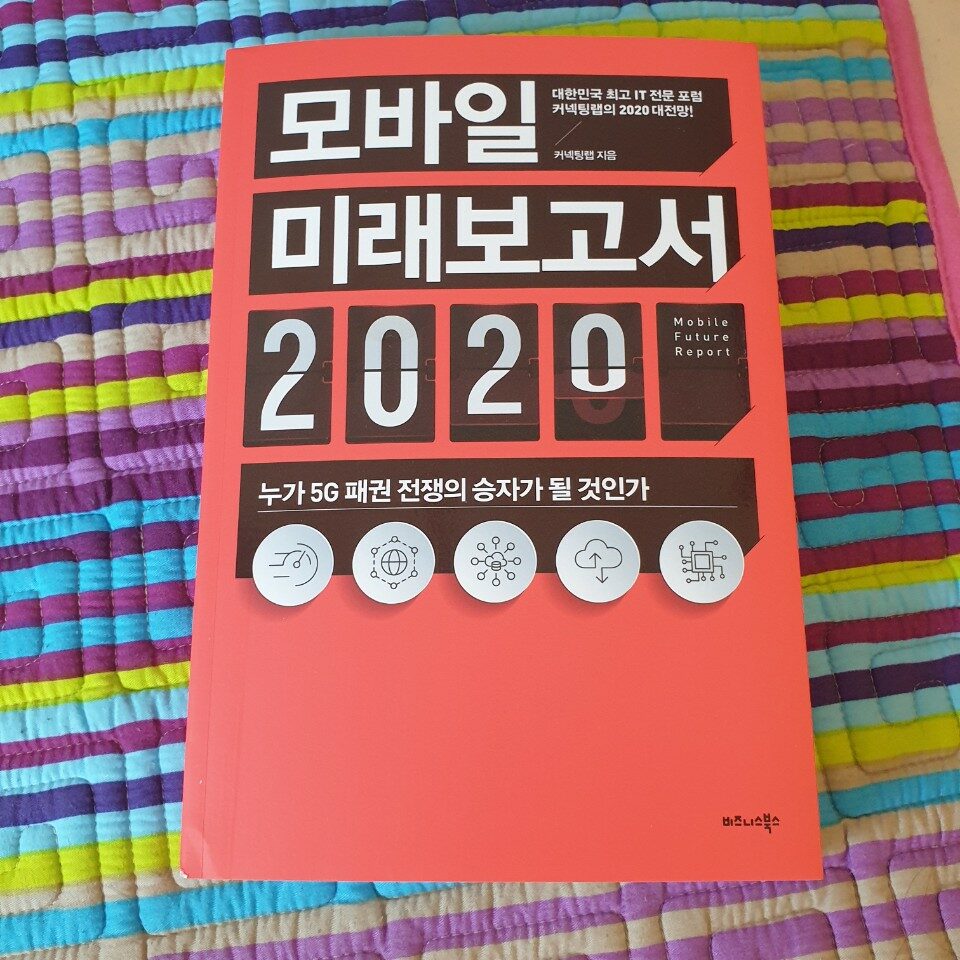 모바일
대한민국 최고 IT 전문 포럼
커넥팅랩의 2020 대전망!
커넥팅랩 지음
미래보고서
2020
Mobile
Future
Report
누가 5G 패권 전쟁의 승자가 될 것인가
비즈니스북스